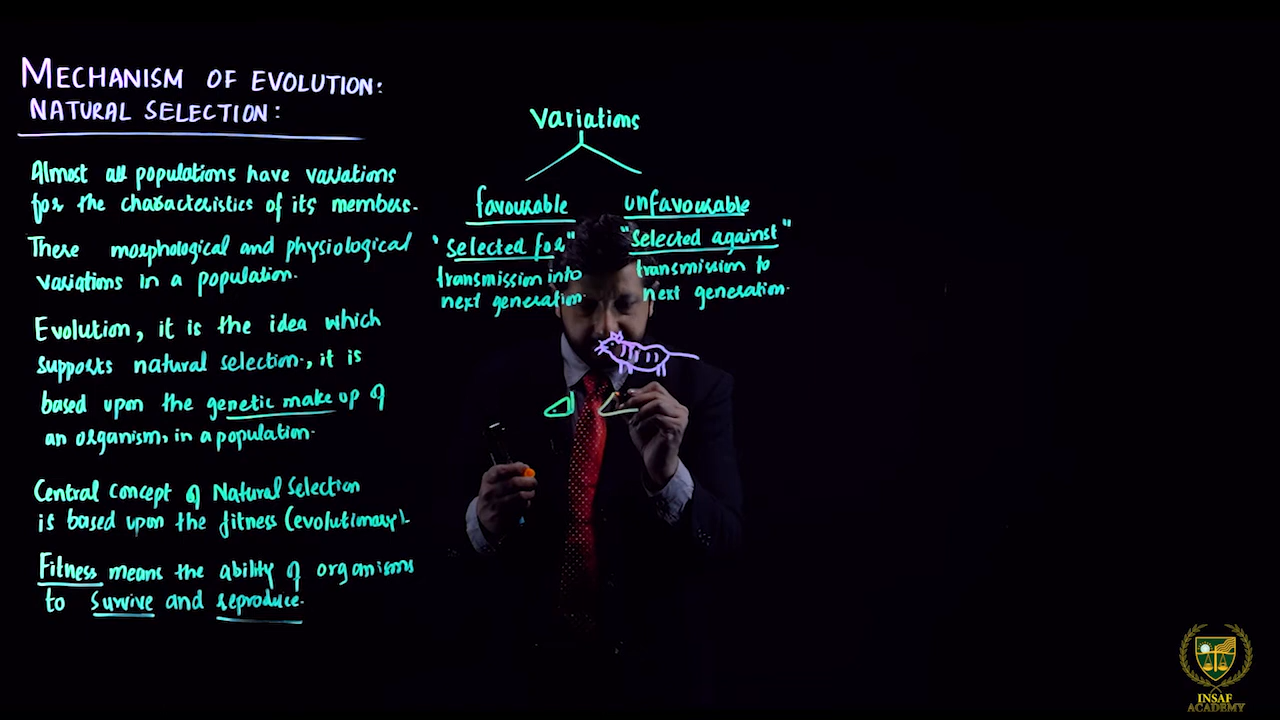 MECHANISM OF EVOLUTION:
NATURAL SELECTION:
Almost all populations have variations
for the characteristics of its members.
There morphological and physiological
variations in a population.
Evolution, it is the idea which
supports natural selection, it is
based upon the genetic make up of
an organism, in a population.
Central concept of Natural Selection
is based upon the fitness (evolutionary).
Fitness means the ability of organisms
to survive and reproduce.
Variations
favourable
"Selected for"
transmission into
next generation.
unfavourable
"Selected against"
transmission to
next generation.
INSAF
ACADEMY